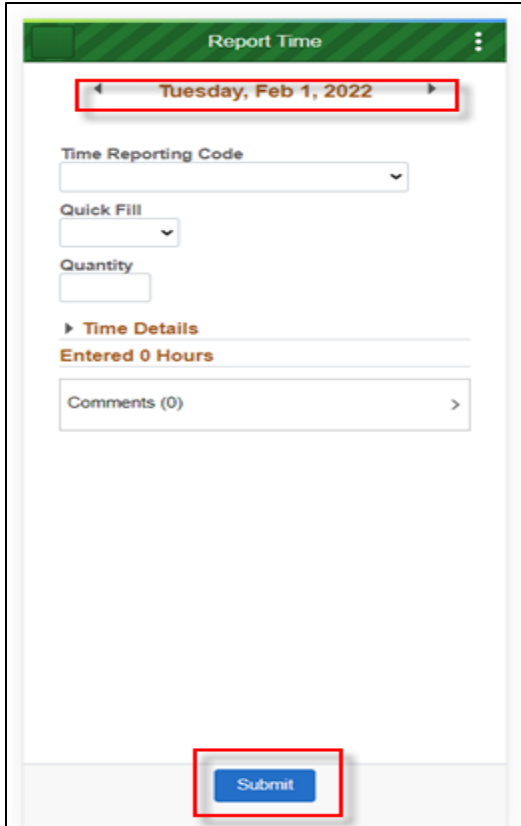 Report Time
Tuesday, Feb 1, 2022
Time Reporting Code
Quick Fill
Quantity
Time Details
Entered 0 Hours
Comments (0)
Submit